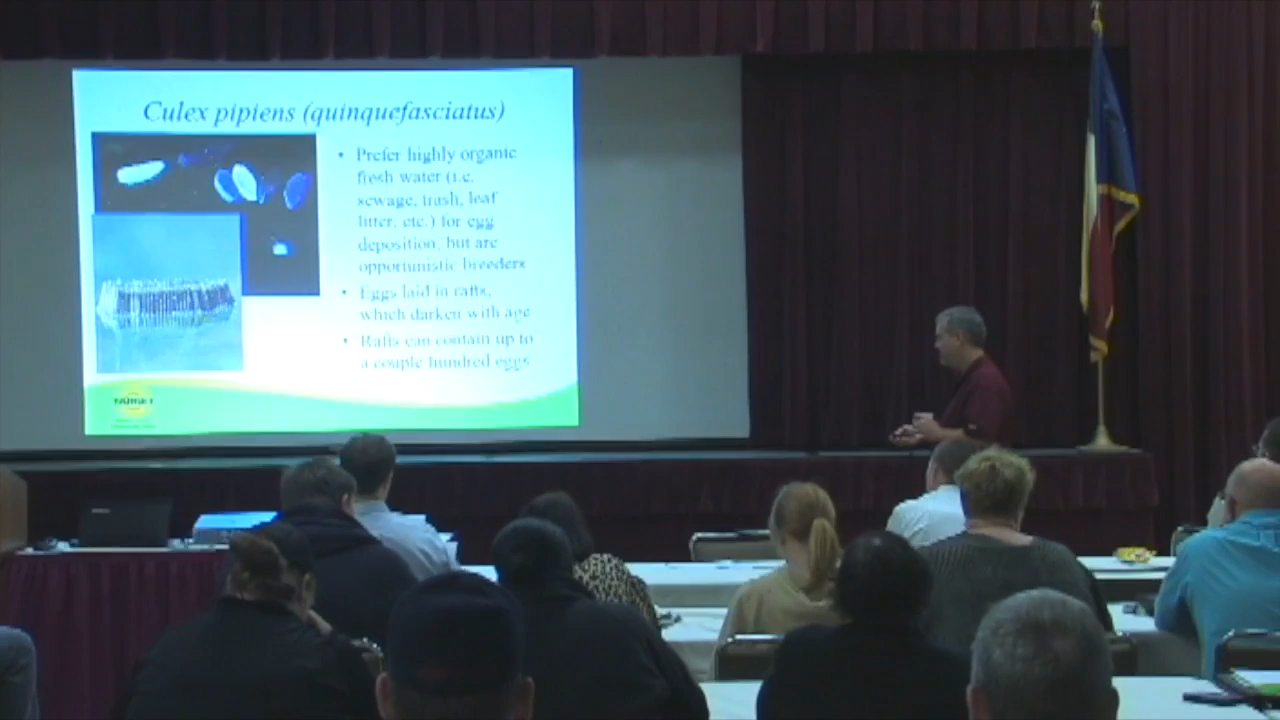 Culex pipiens (quinquefasciatus)
• Prefer highly organic
fresh water (i.e.
sewage, trash, leaf
litter, etc.) for egg
deposition, but are
opportunistic breeders
• Eggs laid in rafts,
which darken with age
• Rafts can contain up to
a couple hundred eggs